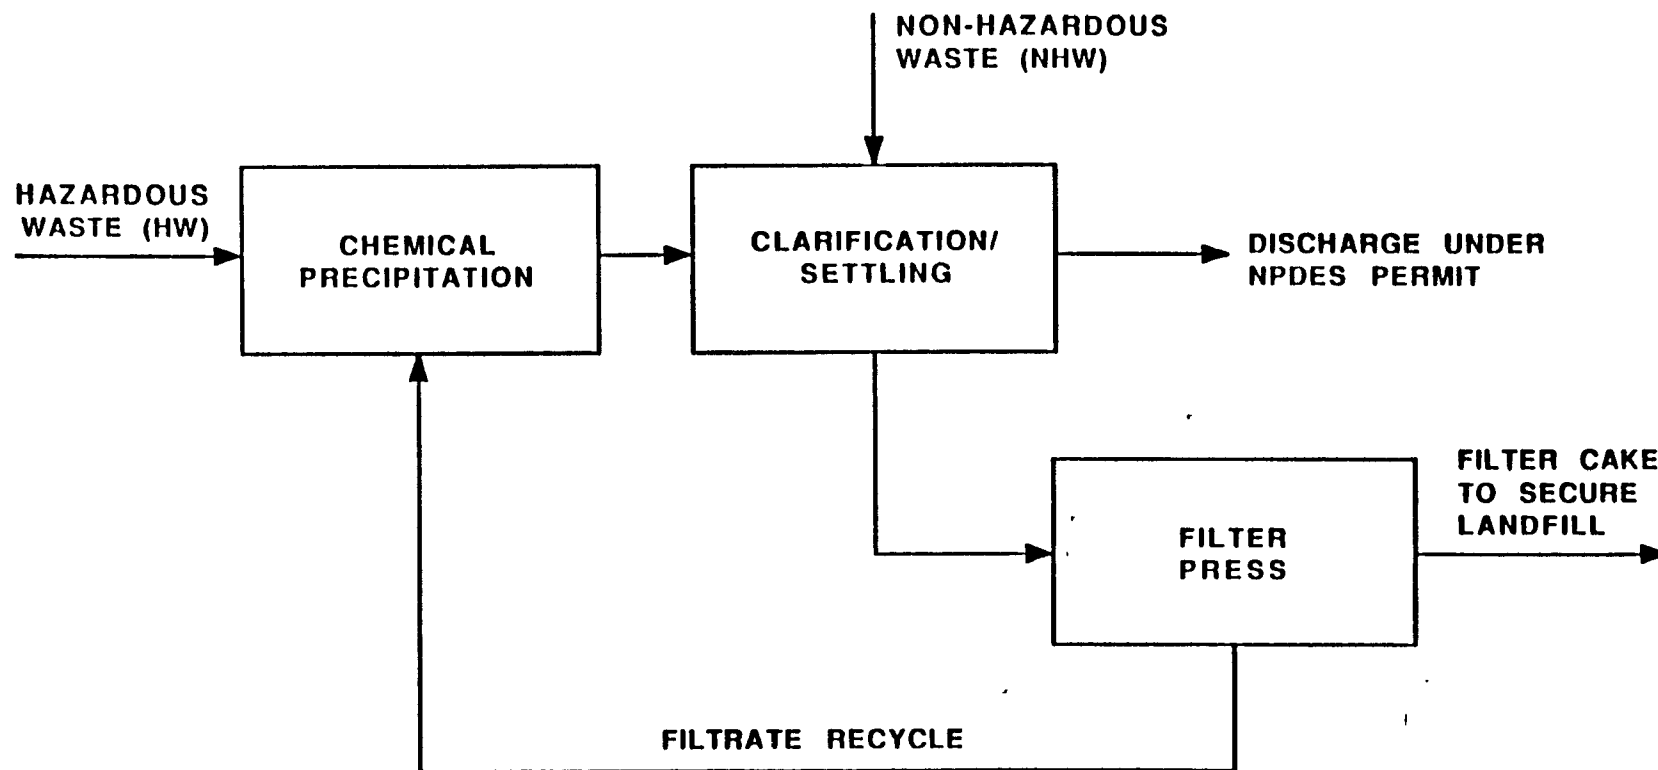 NON-HAZARDOUS
WASTE (NHW)
HAZARDOUS
WASTE (HW)
CHEMICAL
PRECIPITATION
CLARIFICATION/
SETTLING
DISCHARGE UNDER
NPDES PERMIT
FILTER CAKE
TO SECURE
LANDFILL
FILTER
PRESS
FILTRATE RECYCLE